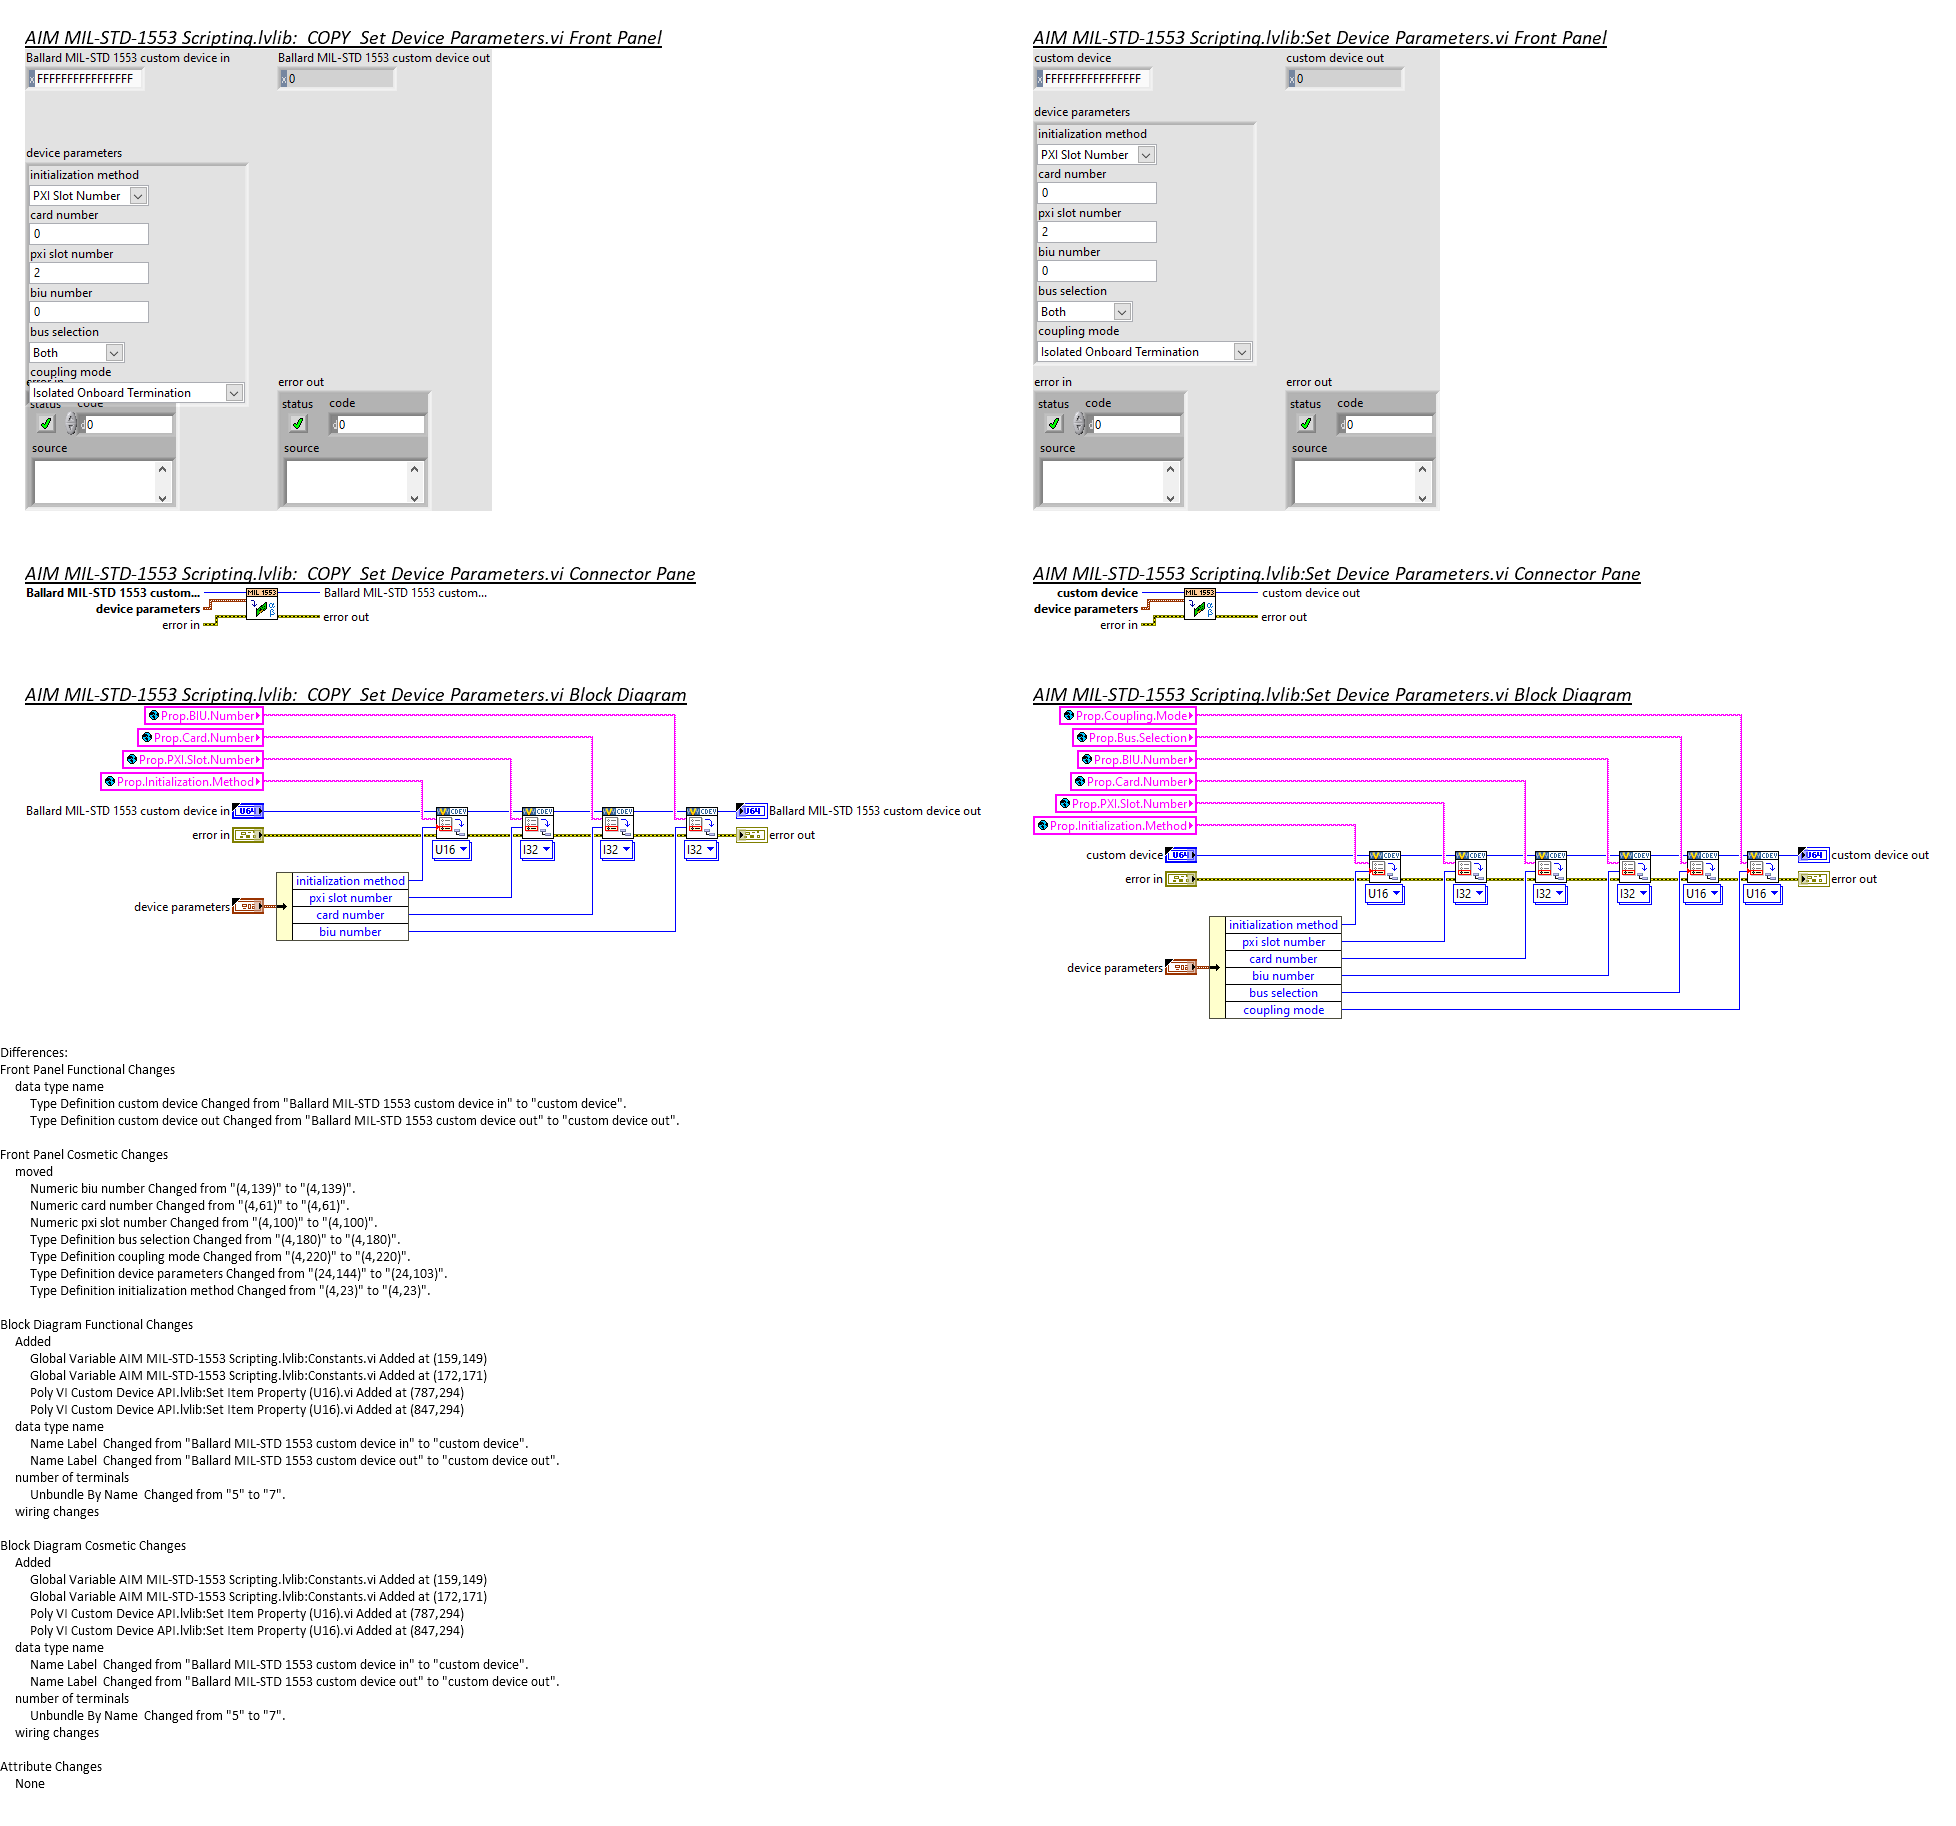 AIM MIL-STD-1553 Scripting.lvlib:_COPY_Set Device Parameters.vi Front Panel
Ballard MIL-STD 1553 custom device in
Ballard MIL-STD 1553 custom device out
x FFFFFFFFFFFFFFFF
x 0
device parameters
initialization method
PXI Slot Number
card number
0
pxi slot number
2
biu number
0
bus selection
Both
coupling mode
error in
Isolated Onboard Termination
status code
d 0
source
error out
status code
d 0
source
AIM MIL-STD-1553 Scripting.lvlib:Set Device Parameters.vi Front Panel
custom device
custom device out
x FFFFFFFFFFFFFFFF
x 0
device parameters
initialization method
PXI Slot Number
card number
0
pxi slot number
2
biu number
0
bus selection
Both
coupling mode
Isolated Onboard Termination
error in
status code
d 0
source
error out
status code
d 0
source
AIM MIL-STD-1553 Scripting.lvlib:_COPY_Set Device Parameters.vi Connector Pane
Ballard MIL-STD 1553 custom...
device parameters
error in
MIL 1553
α
β
Ballard MIL-STD 1553 custom...
error out
AIM MIL-STD-1553 Scripting.lvlib:Set Device Parameters.vi Connector Pane
custom device
device parameters
error in
MIL 1553
α
β
custom device out
error out
AIM MIL-STD-1553 Scripting.lvlib:_COPY_Set Device Parameters.vi Block Diagram
Prop.BIU.Number
Prop.Card.Number
Prop.PXI.Slot.Number
Prop.Initialization.Method
Ballard MIL-STD 1553 custom device in U64
CDEV CDEV CDEV CDEV
U64 Ballard MIL-STD 1553 custom device out
error in
error out
U16 I32 I32 I32
device parameters
initialization method
pxi slot number
card number
biu number
AIM MIL-STD-1553 Scripting.lvlib:Set Device Parameters.vi Block Diagram
Prop.Coupling.Mode
Prop.Bus.Selection
Prop.BIU.Number
Prop.Card.Number
Prop.PXI.Slot.Number
Prop.Initialization.Method
custom device U64
CDEV CDEV CDEV CDEV CDEV CDEV
U64 custom device out
error in
error out
U16 I32 I32 I32 U16 U16
device parameters
initialization method
pxi slot number
card number
biu number
bus selection
coupling mode
Differences:
Front Panel Functional Changes
data type name
Type Definition custom device Changed from "Ballard MIL-STD 1553 custom device in" to "custom device".
Type Definition custom device out Changed from "Ballard MIL-STD 1553 custom device out" to "custom device out".
Front Panel Cosmetic Changes
moved
Numeric biu number Changed from "(4,139)" to "(4,139)".
Numeric card number Changed from "(4,61)" to "(4,61)".
Numeric pxi slot number Changed from "(4,100)" to "(4,100)".
Type Definition bus selection Changed from "(4,180)" to "(4,180)".
Type Definition coupling mode Changed from "(4,220)" to "(4,220)".
Type Definition device parameters Changed from "(24,144)" to "(24,103)".
Type Definition initialization method Changed from "(4,23)" to "(4,23)".
Block Diagram Functional Changes
Added
Global Variable AIM MIL-STD-1553 Scripting.lvlib:Constants.vi Added at (159,149)
Global Variable AIM MIL-STD-1553 Scripting.lvlib:Constants.vi Added at (172,171)
Poly VI Custom Device API.lvlib:Set Item Property (U16).vi Added at (787,294)
Poly VI Custom Device API.lvlib:Set Item Property (U16).vi Added at (847,294)
data type name
Name Label  Changed from "Ballard MIL-STD 1553 custom device in" to "custom device".
Name Label  Changed from "Ballard MIL-STD 1553 custom device out" to "custom device out".
number of terminals
Unbundle By Name  Changed from "5" to "7".
wiring changes
Block Diagram Cosmetic Changes
Added
Global Variable AIM MIL-STD-1553 Scripting.lvlib:Constants.vi Added at (159,149)
Global Variable AIM MIL-STD-1553 Scripting.lvlib:Constants.vi Added at (172,171)
Poly VI Custom Device API.lvlib:Set Item Property (U16).vi Added at (787,294)
Poly VI Custom Device API.lvlib:Set Item Property (U16).vi Added at (847,294)
data type name
Name Label  Changed from "Ballard MIL-STD 1553 custom device in" to "custom device".
Name Label  Changed from "Ballard MIL-STD 1553 custom device out" to "custom device out".
number of terminals
Unbundle By Name  Changed from "5" to "7".
wiring changes
Attribute Changes
None